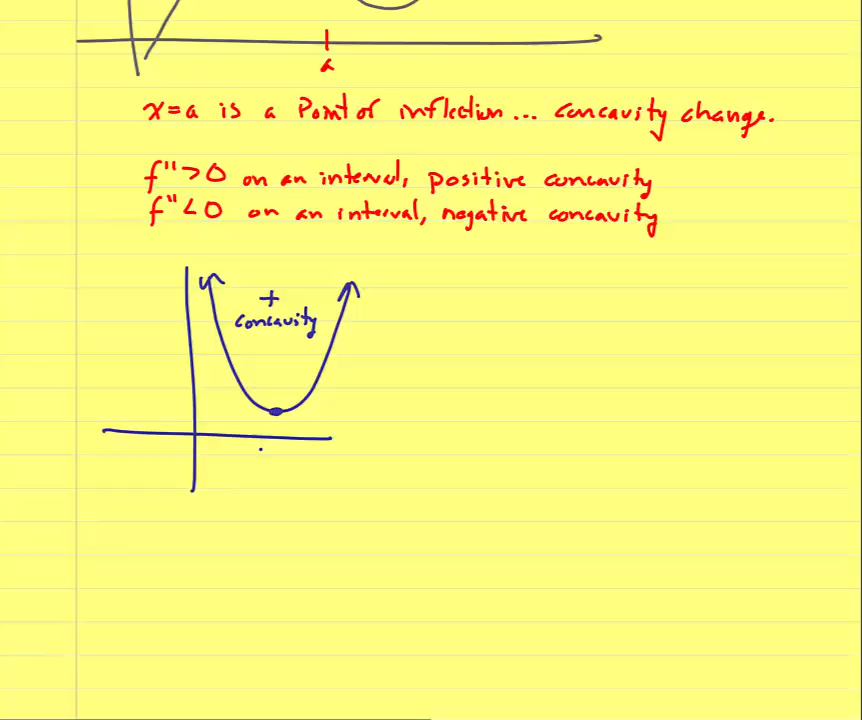 a
x=a is a Point of inflection... concavity change.
f''>0 on an interval, positive concavity
f''<0 on an interval, negative concavity
+
concavity